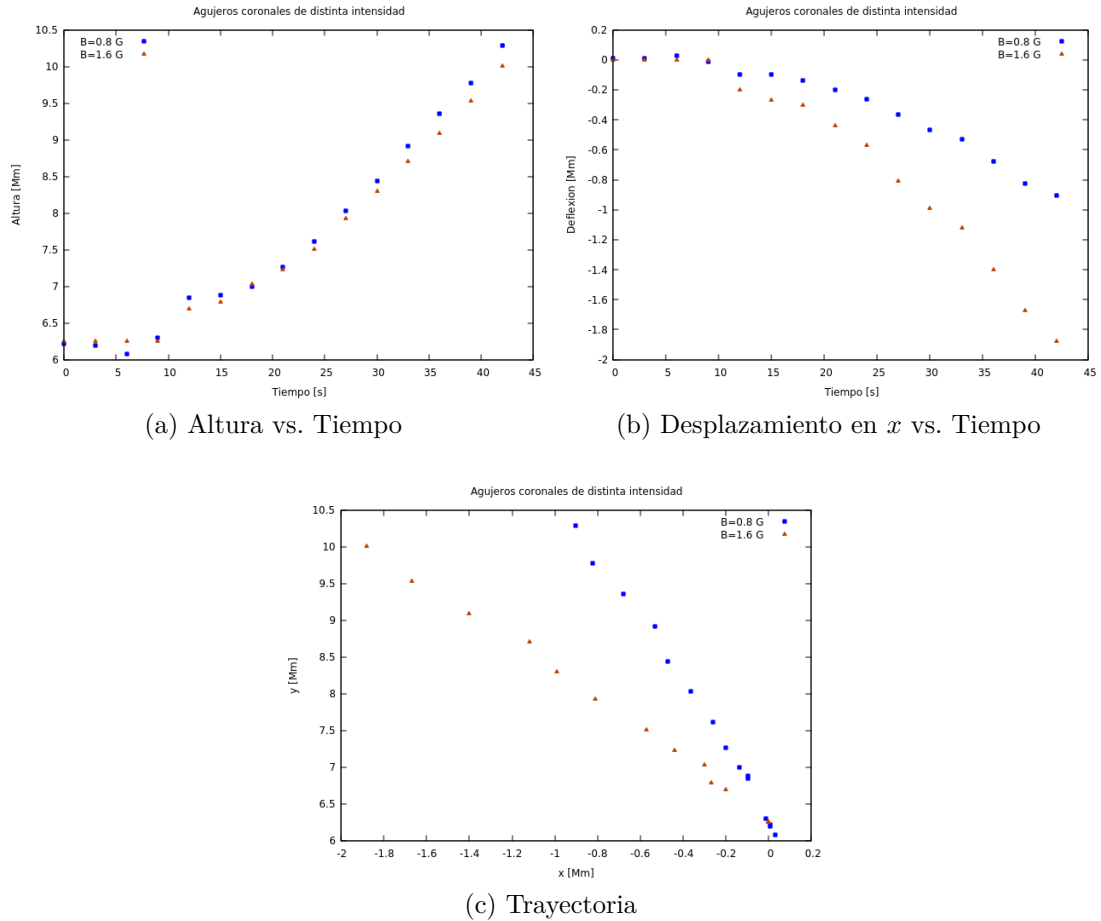 Agujeros coronales de distinta intensidad
B=0.8 G
B=1.6 G
10.5
10
9.5
9
8.5
8
7.5
7
6.5
6
Altura [Mm]
0 5 10 15 20 25 30 35 40 45
Tiempo [s]
(a) Altura vs. Tiempo
Agujeros coronales de distinta intensidad
B=0.8 G
B=1.6 G
0.2
0
-0.2
-0.4
-0.6
-0.8
-1
-1.2
-1.4
-1.6
-1.8
-2
Deflexion [Mm]
0 5 10 15 20 25 30 35 40 45
Tiempo [s]
(b) Desplazamiento en x vs. Tiempo
Agujeros coronales de distinta intensidad
B=0.8 G
B=1.6 G
10.5
10
9.5
9
8.5
8
7.5
7
6.5
6
y [Mm]
-2 -1.8 -1.6 -1.4 -1.2 -1 -0.8 -0.6 -0.4 -0.2 0 0.2
x [Mm]
(c) Trayectoria